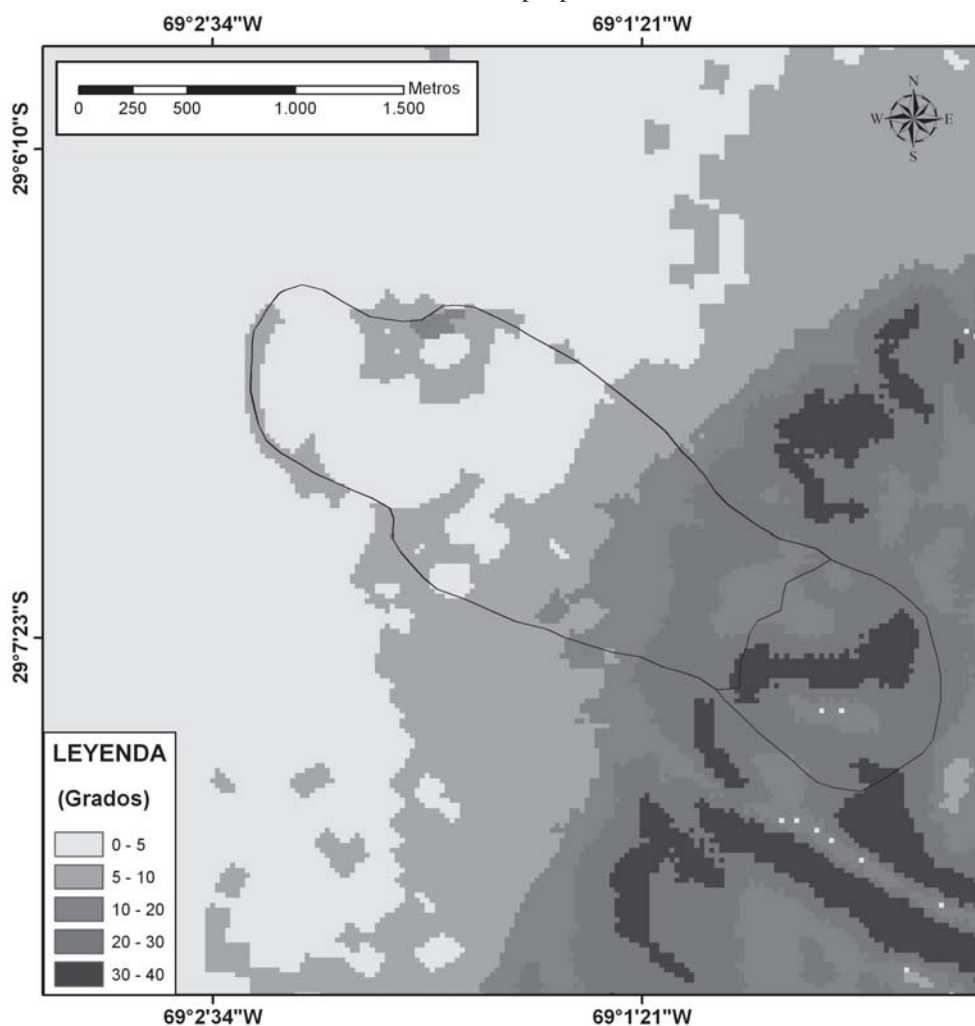 69°2'34"W 69°1'21"W
Metros
0 250 500 1.000 1.500
N
W E
S
29°6'10"S
29°7'23"S
LEYENDA
(Grados)
0 - 5
5 - 10
10 - 20
20 - 30
30 - 40
69°2'34"W 69°1'21"W